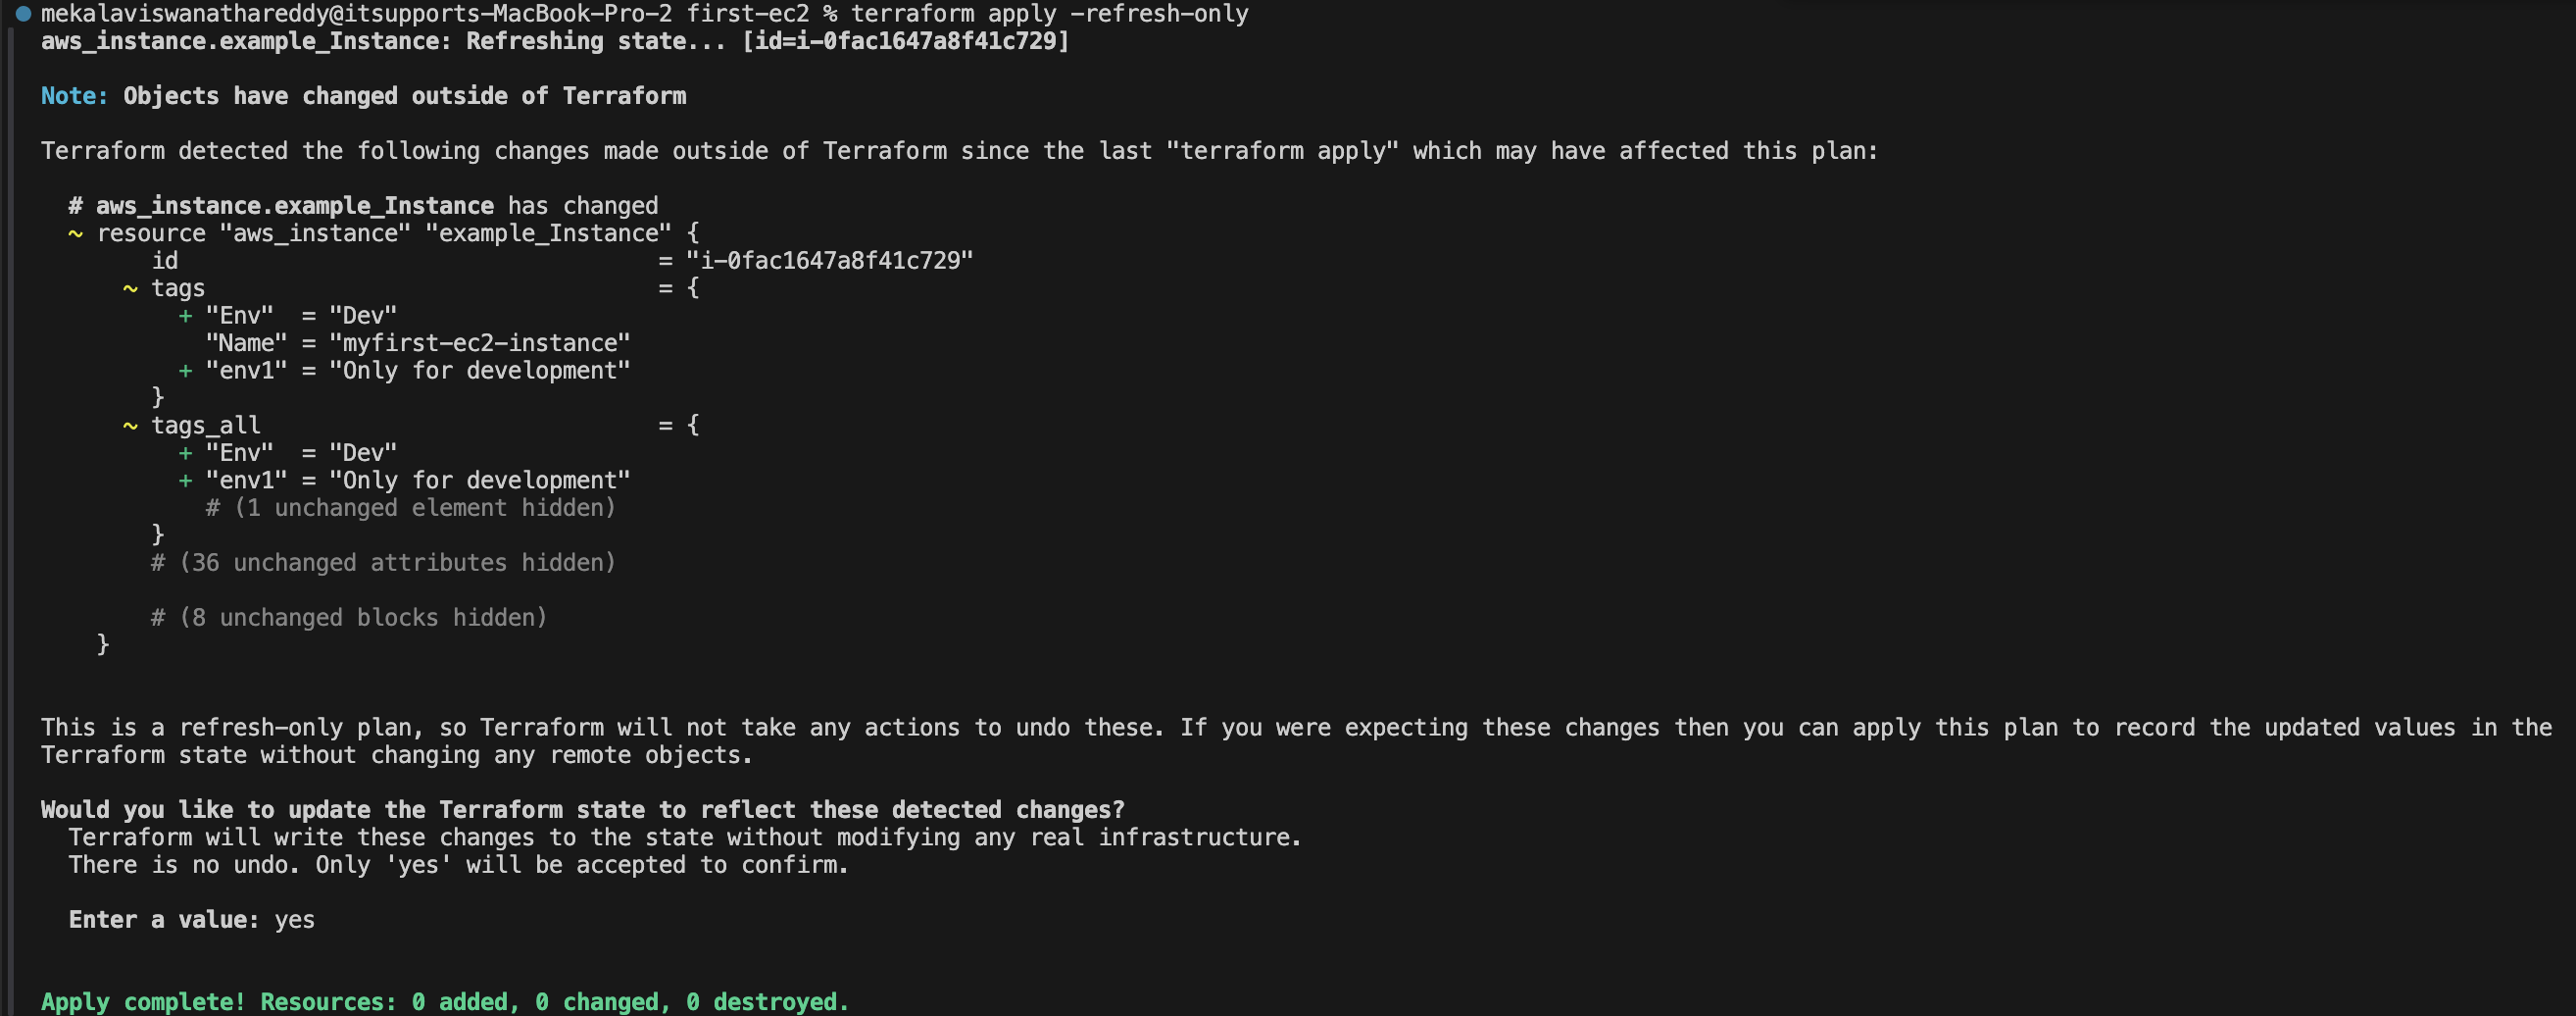 mekalaviswanathareddy@itsupports-MacBook-Pro-2 first-ec2 % terraform apply -refresh-only
aws_instance.example_Instance: Refreshing state... [id=i-0fac1647a8f41c729]
Note: Objects have changed outside of Terraform
Terraform detected the following changes made outside of Terraform since the last "terraform apply" which may have affected this plan:
  # aws_instance.example_Instance has changed
  ~ resource "aws_instance" "example_Instance" {
        id                                   = "i-0fac1647a8f41c729"
      ~ tags                                 = {
          + "Env"  = "Dev"
            "Name" = "myfirst-ec2-instance"
          + "env1" = "Only for development"
        }
      ~ tags_all                             = {
          + "Env"  = "Dev"
          + "env1" = "Only for development"
            # (1 unchanged element hidden)
        }
        # (36 unchanged attributes hidden)
        # (8 unchanged blocks hidden)
    }
This is a refresh-only plan, so Terraform will not take any actions to undo these. If you were expecting these changes then you can apply this plan to record the updated values in the
Terraform state without changing any remote objects.
Would you like to update the Terraform state to reflect these detected changes?
  Terraform will write these changes to the state without modifying any real infrastructure.
  There is no undo. Only 'yes' will be accepted to confirm.
  Enter a value: yes
Apply complete! Resources: 0 added, 0 changed, 0 destroyed.